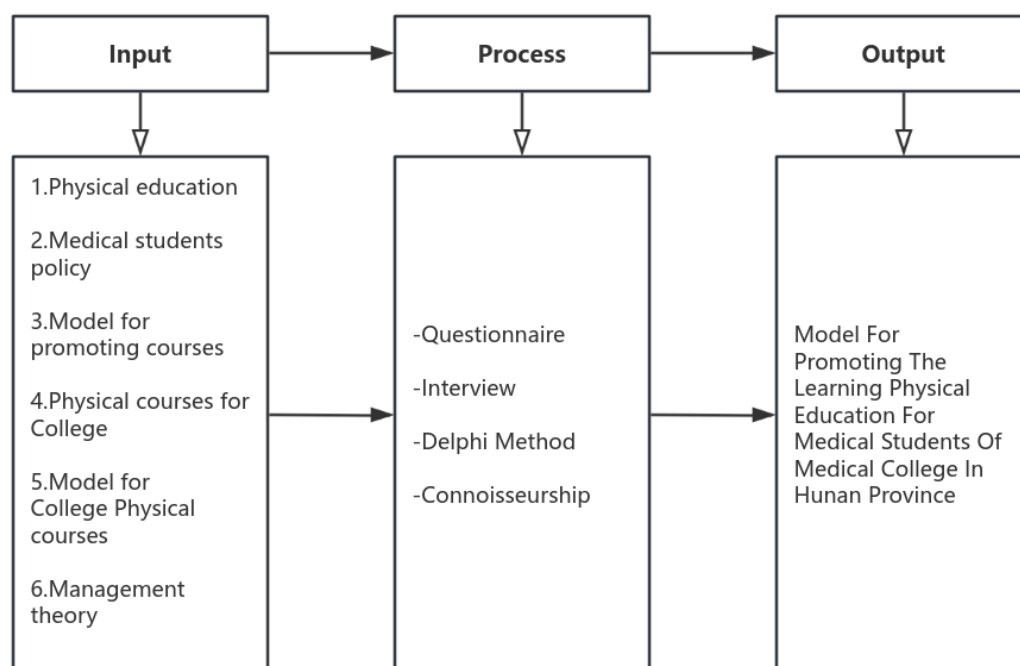 Input
Process
Output
1.Physical education
2.Medical students
policy
3.Model for
promoting courses
4.Physical courses for
College
5.Model for
College Physical
courses
6.Management
theory
-Questionnaire
-Interview
-Delphi Method
-Connoisseurship
Model For
Promoting The
Learning Physical
Education For
Medical Students Of
Medical College In
Hunan Province